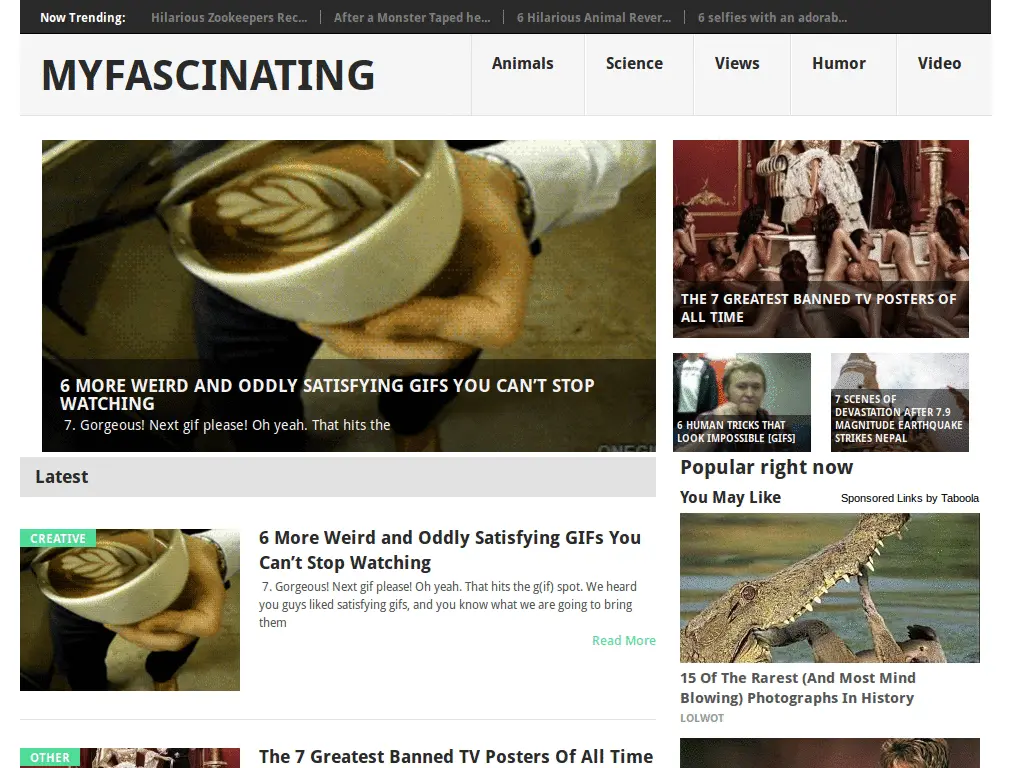 Now Trending:
Hilarious Zookeepers Rec...
After a Monster Taped he...
6 Hilarious Animal Rever...
6 selfies with an adorab...
MYFASCINATING
Animals
Science
Views
Humor
Video
6 MORE WEIRD AND ODDLY SATISFYING GIFS YOU CAN'T STOP
WATCHING
7. Gorgeous! Next gif please! Oh yeah. That hits the
THE 7 GREATEST BANNED TV POSTERS OF
ALL TIME
6 HUMAN TRICKS THAT
LOOK IMPOSSIBLE [GIFS]
7 SCENES OF
DEVASTATION AFTER 7.9
MAGNITUDE EARTHQUAKE
STRIKES NEPAL
Latest
CREATIVE
6 More Weird and Oddly Satisfying GIFs You
Can't Stop Watching
7. Gorgeous! Next gif please! Oh yeah. That hits the g(if) spot. We heard
you guys liked satisfying gifs, and you know what we are going to bring
them
Read More
OTHER
The 7 Greatest Banned TV Posters Of All Time
Popular right now
You May Like
Sponsored Links by Taboola
15 Of The Rarest (And Most Mind
Blowing) Photographs In History
LOLWOT